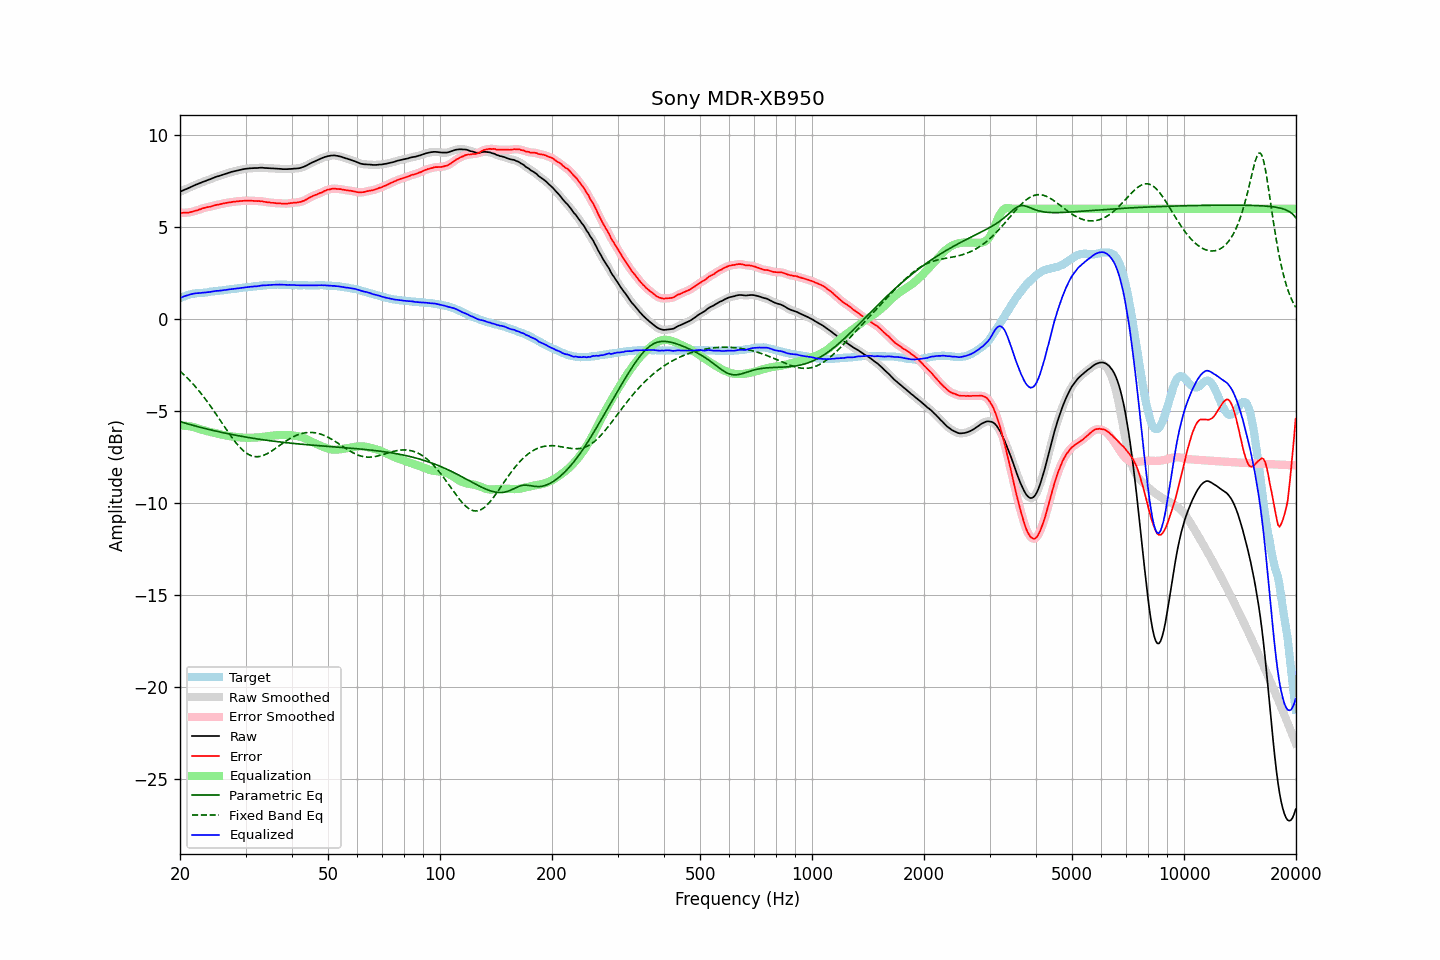 Sony MDR-XB950
10
5
0
−5
−10
−15
−20
−25
Amplitude (dBr)
Target
Raw Smoothed
Error Smoothed
Raw
Error
Equalization
Parametric Eq
Fixed Band Eq
Equalized
20 50 100 200 500 1000 2000 5000 10000 20000
Frequency (Hz)